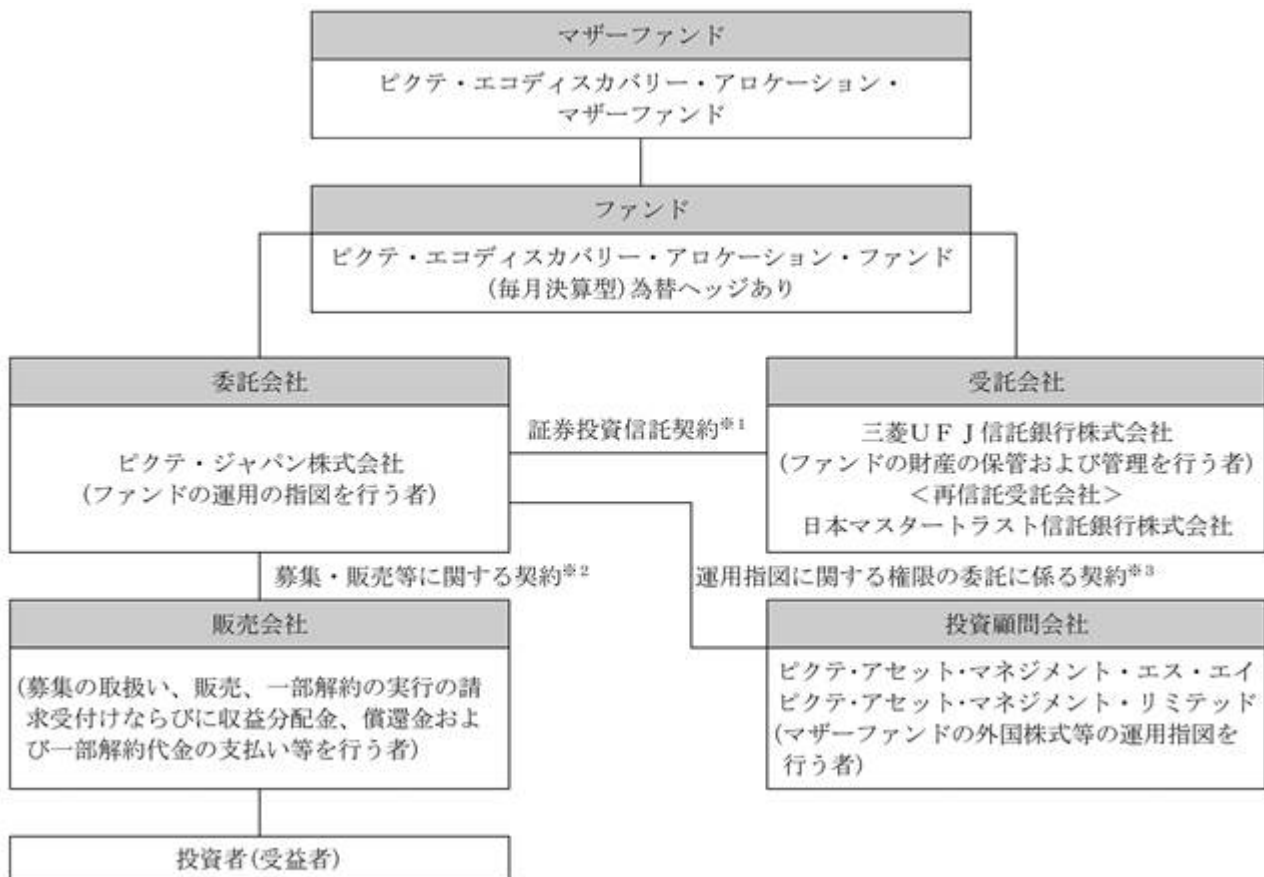 マザーファンド
ピクテ・エコディスカバリー・アロケーション・
マザーファンド
ファンド
ピクテ・エコディスカバリー・アロケーション・ファンド
(毎月決算型)為替ヘッジあり
委託会社
ピクテ・ジャパン株式会社
(ファンドの運用の指図を行う者)
証券投資信託契約※1
受託会社
三菱ＵＦＪ信託銀行株式会社
(ファンドの財産の保管および管理を行う者)
＜再信託受託会社＞
日本マスタートラスト信託銀行株式会社
募集・販売等に関する契約※2
運用指図に関する権限の委託に係る契約※3
販売会社
(募集の取扱い、販売、一部解約の実行の請
求受付けならびに収益分配金、償還金およ
び一部解約代金の支払い等を行う者)
投資顧問会社
ピクテ・アセット・マネジメント・エス・エイ
ピクテ・アセット・マネジメント・リミテッド
(マザーファンドの外国株式等の運用指図を
行う者)
投資者(受益者)